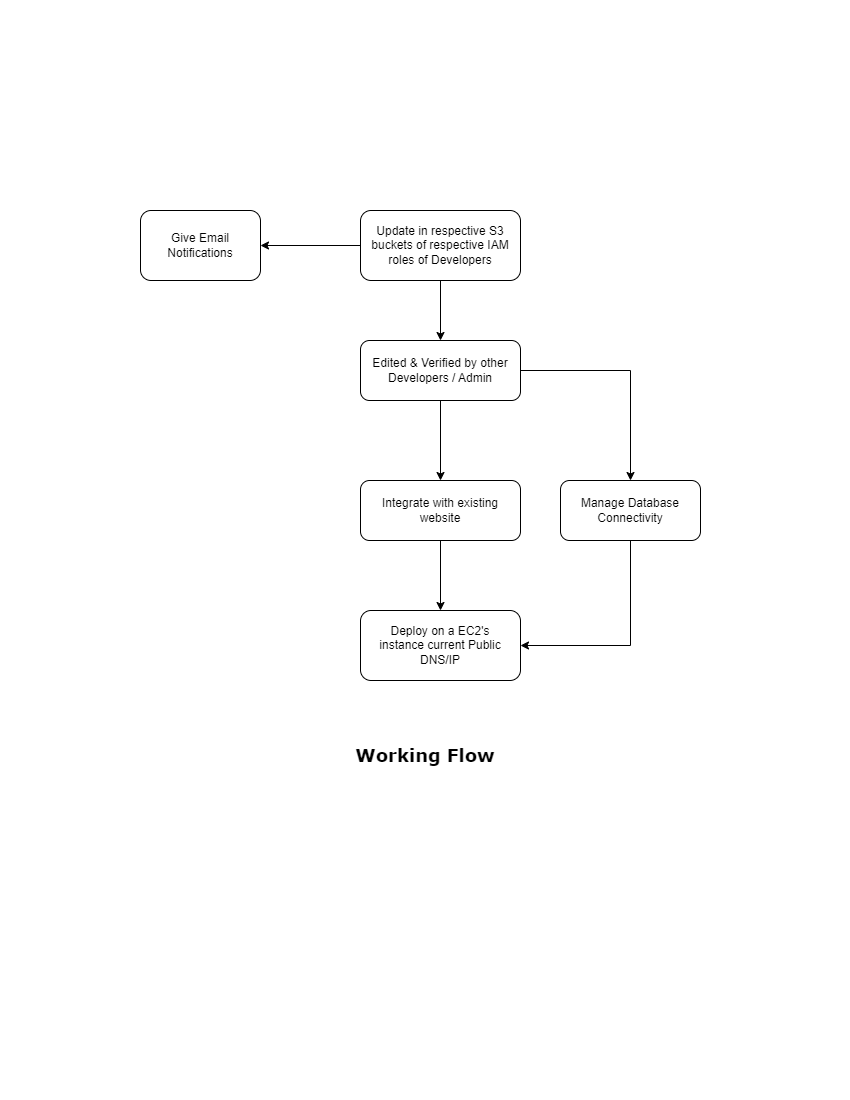 Give Email
Notifications
Update in respective S3
buckets of respective IAM
roles of Developers
Edited & Verified by other
Developers / Admin
Integrate with existing
website
Manage Database
Connectivity
Deploy on a EC2's
instance current Public
DNS/IP
Working Flow